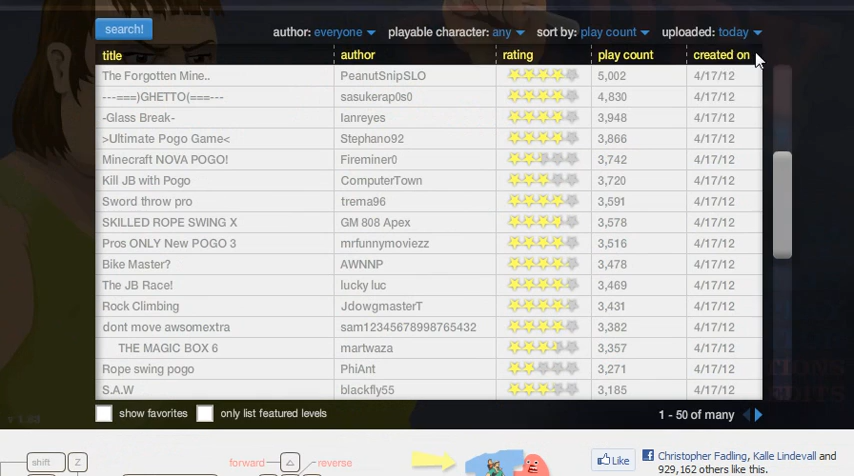 search! author: everyone playable character: any sort by: play count uploaded: today
title author rating play count created on
The Forgotten Mine.. PeanutSnipSLO 5,002 4/17/12
---===)GHETTO(===--- sasukerap0s0 4,830 4/17/12
-Glass Break- Ianreyes 3,948 4/17/12
>Ultimate Pogo Game< Stephano92 3,866 4/17/12
Minecraft NOVA POGO! Fireminer0 3,742 4/17/12
Kill JB with Pogo ComputerTown 3,720 4/17/12
Sword throw pro trema96 3,591 4/17/12
SKILLED ROPE SWING X GM 808 Apex 3,578 4/17/12
Pros ONLY New POGO 3 mrfunnymoviezz 3,516 4/17/12
Bike Master? AWNNP 3,478 4/17/12
The JB Race! lucky luc 3,469 4/17/12
Rock Climbing JdowgmasterT 3,431 4/17/12
dont move awsomextra sam12345678998765432 3,382 4/17/12
THE MAGIC BOX 6 martwaza 3,357 4/17/12
Rope swing pogo PhiAnt 3,271 4/17/12
S.A.W blackfly55 3,185 4/17/12
show favorites only list featured levels 1 - 50 of many
shift Z forward reverse Like Christopher Fadling, Kalle Lindevall and
929,162 others like this.